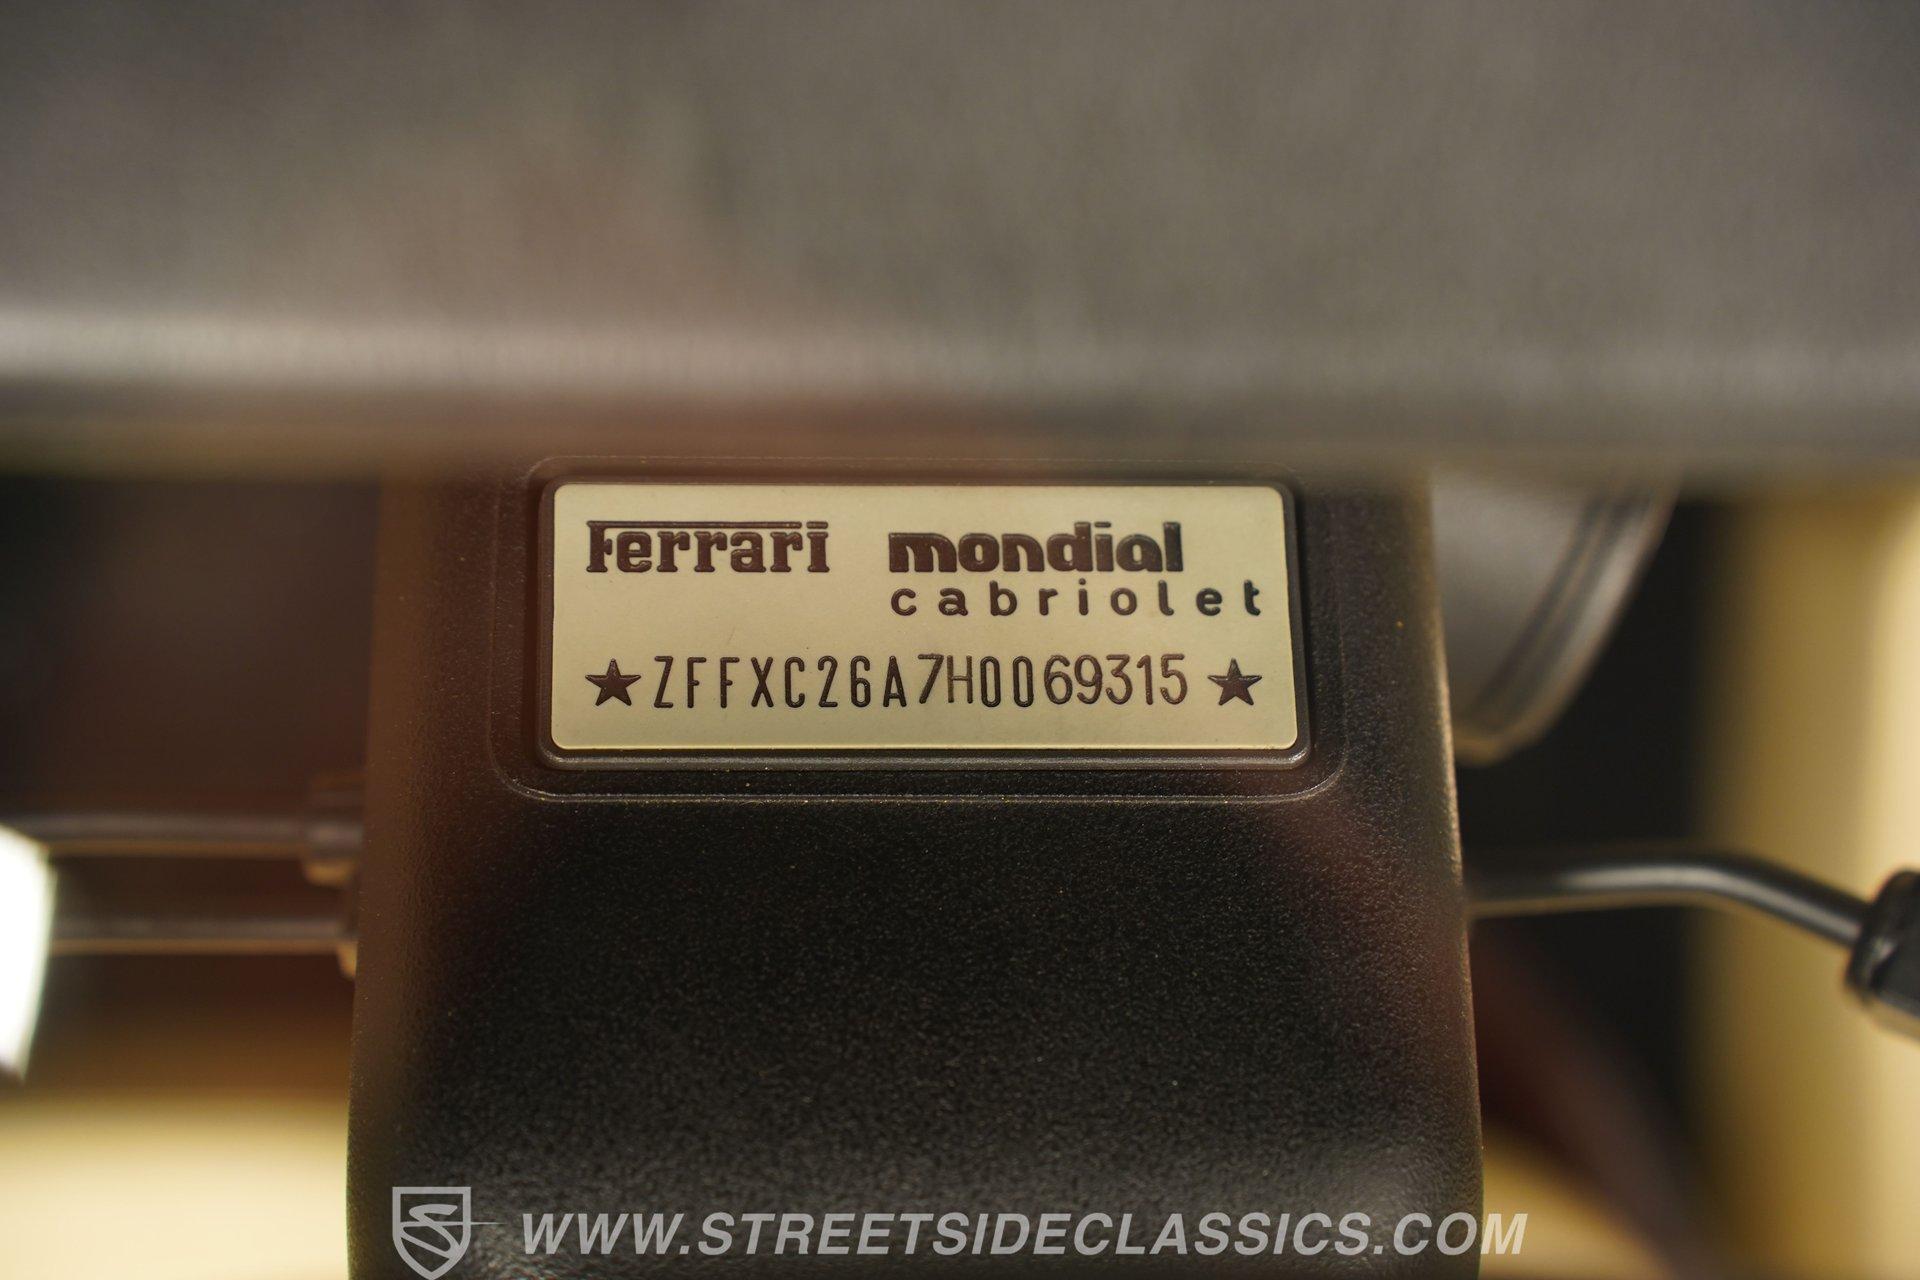 Ferrari mondial
cabriolet
★ZFFXC26A7H0069315★
WWW.STREETSIDECLASSICS.COM